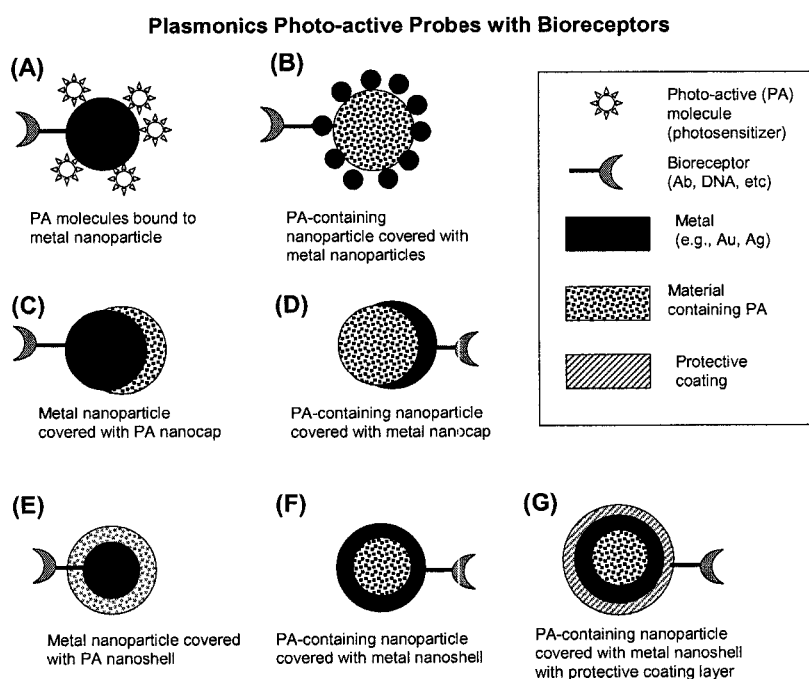 Plasmonics Photo-active Probes with Bioreceptors
(A)
PA molecules bound to
metal nanoparticle
(B)
PA-containing
nanoparticle covered with
metal nanoparticles
Photo-active (PA)
molecule
(photosensitizer)
Bioreceptor
(Ab, DNA, etc)
Metal
(e.g., Au, Ag)
Material
containing PA
Protective
coating
(C)
Metal nanoparticle
covered with PA nanocap
(D)
PA-containing nanoparticle
covered with metal nanocap
(E)
Metal nanoparticle covered
with PA nanoshell
(F)
PA-containing nanoparticle
covered with metal nanoshell
(G)
PA-containing nanoparticle
covered with metal nanoshell
with protective coating layer